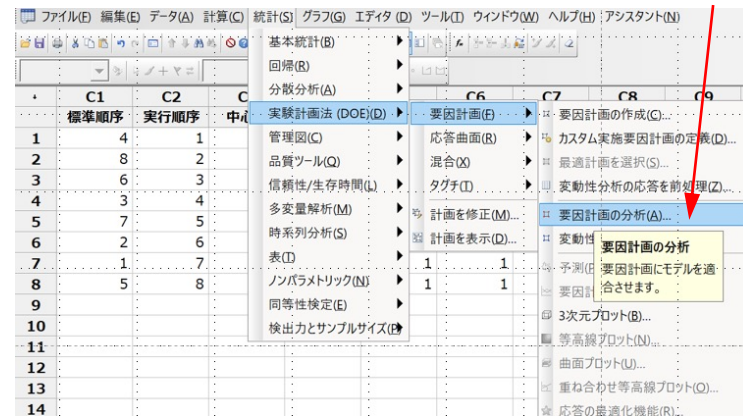 ファイル(F) 編集(E) データ(A) 計算(C) 統計(S) グラフ(G) エディタ (D) ツール(T) ウィンドウ(W) ヘルプ(H) アシスタント(N)
基本統計(B)
回帰(R)
分散分析(A)
実験計画法 (DOE)(D)
管理図(C)
品質ツール(Q)
信頼性/生存時間(L)
多変量解析(M)
時系列分析(S)
表(T)
ノンパラメトリック(N)
同等性検定(E)
検出力とサンプルサイズ(P)
要因計画(F)
応答曲面(R)
混合(X)
タグチ(T)
計画を修正(M)...
計画を表示(D)...
要因計画の作成(C)...
カスタム実施要因計画の定義(D)...
最適計画を選択(S)...
変動性分析の応答を前処理(Z)...
要因計画の分析(A)...
変動性
予測(P
要因計
3次元プロット(B)...
等高線プロット(N)...
曲面プロット(U)...
重ね合わせ等高線プロット(O)...
応答の最適化機能(R)...
要因計画の分析
要因計画にモデルを適
合させます。
C1 C2 C C6 C7 C8 C9
標準順序 実行順序 中心
1 4 1
2 8 2
3 6 3
4 3 4
5 7 5
6 2 6
7 1 7 1 1
8 5 8 1 1
9
10
11
12
13
14